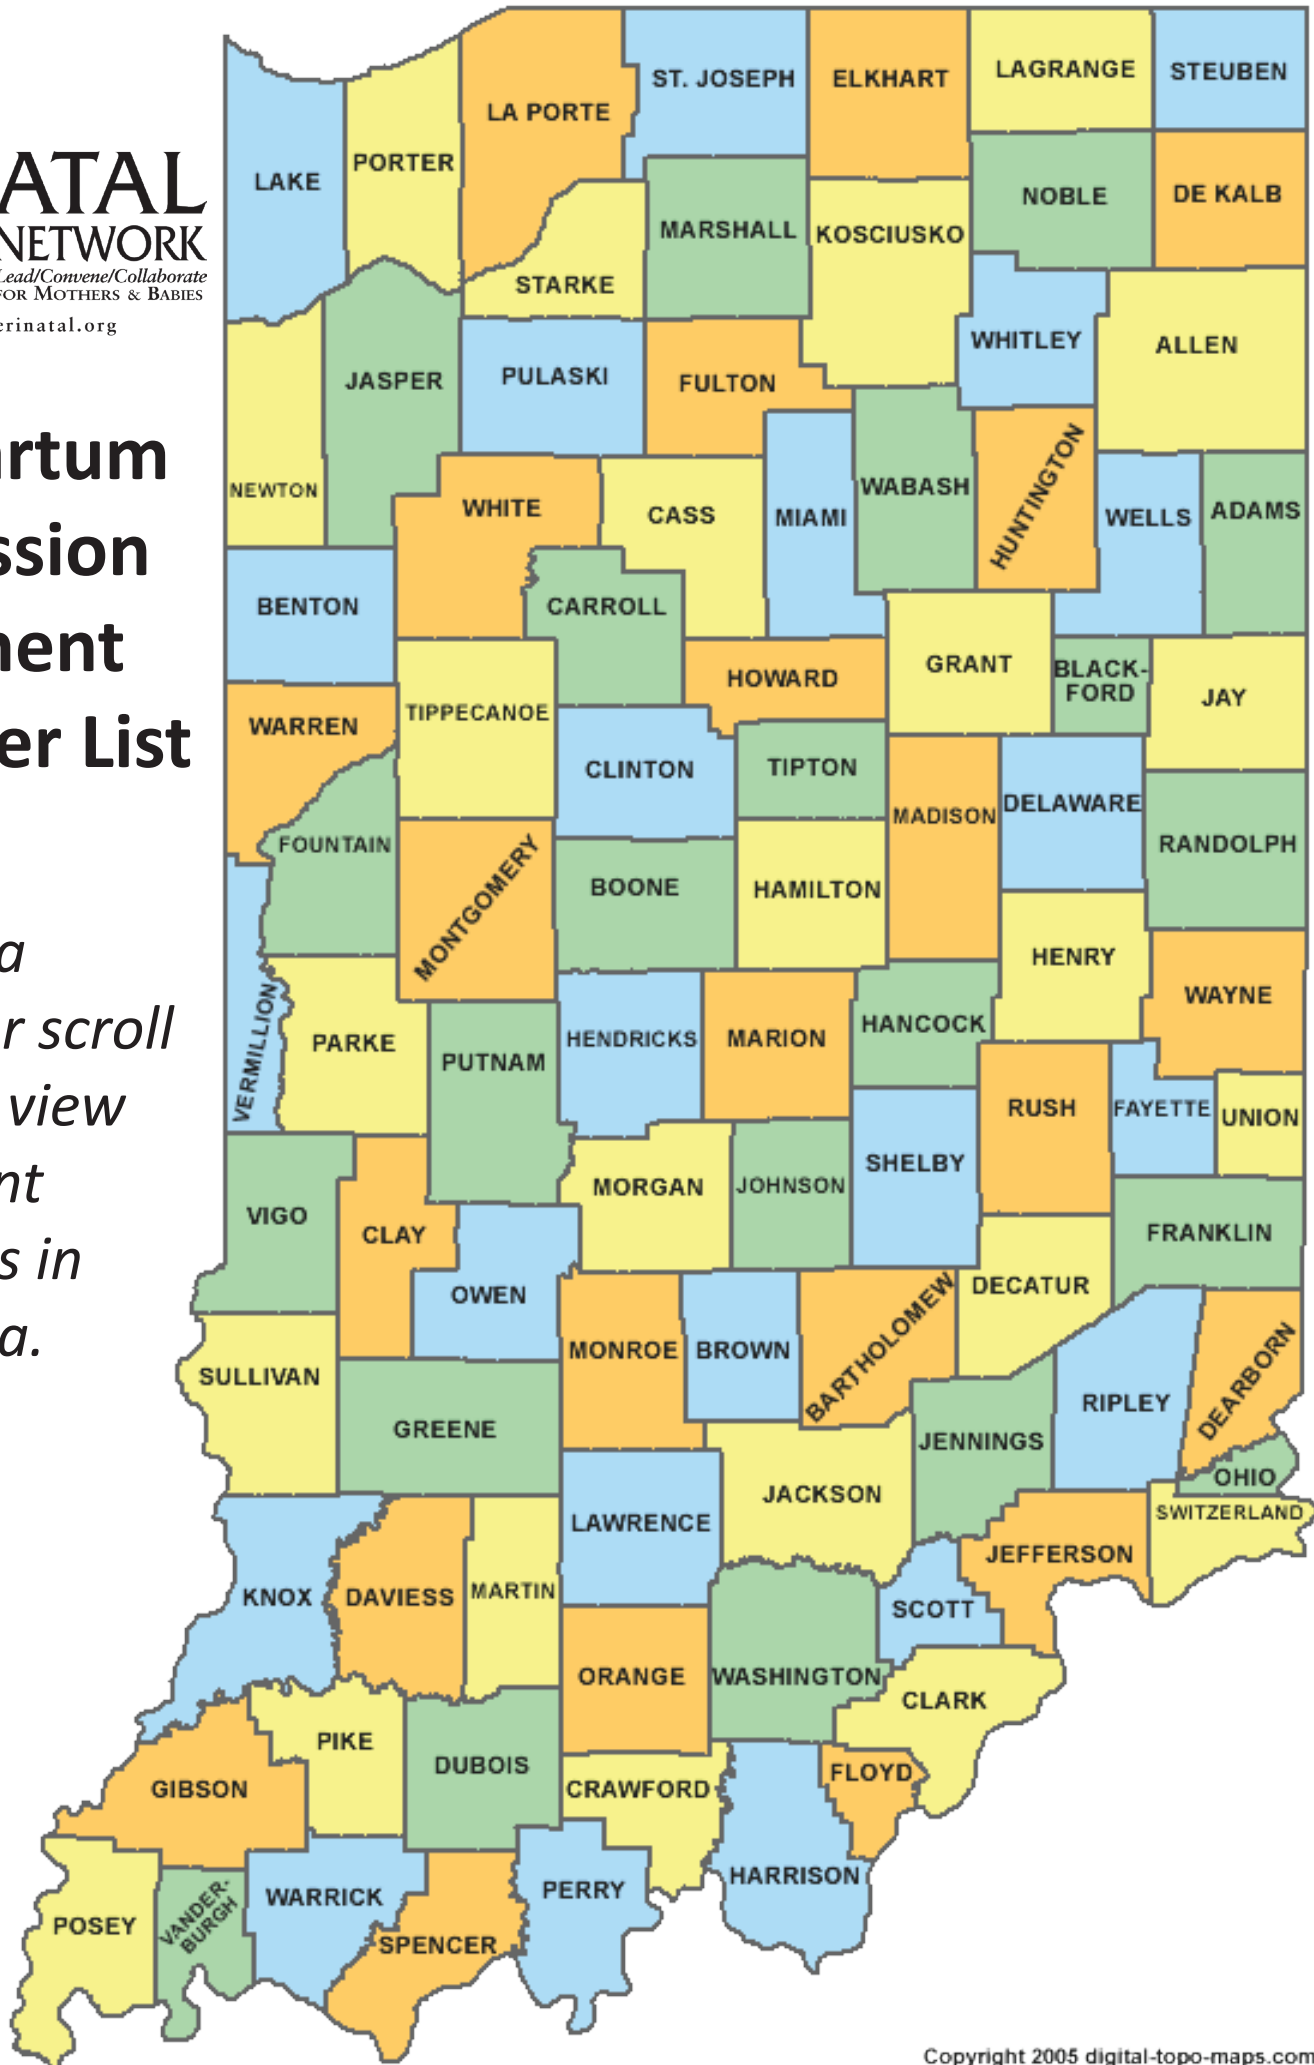 ATAL
NETWORK
Lead/Convene/Collaborate
FOR MOTHERS & BABIES
erinatal.org
artum
ssion
ment
er List
a
r scroll
view
nt
s in
a.
LAKE
PORTER
LA PORTE
ST. JOSEPH
ELKHART
LAGRANGE
STEUBEN
MARSHALL
KOSCIUSKO
NOBLE
DE KALB
STARKE
NEWTON
JASPER
PULASKI
FULTON
WHITLEY
ALLEN
WHITE
CASS
MIAMI
WABASH
HUNTINGTON
WELLS
ADAMS
BENTON
CARROLL
HOWARD
GRANT
BLACK-
FORD
JAY
WARREN
TIPPECANOE
CLINTON
TIPTON
MADISON
DELAWARE
RANDOLPH
FOUNTAIN
MONTGOMERY
BOONE
HAMILTON
HENRY
WAYNE
VERMILLION
PARKE
PUTNAM
HENDRICKS
MARION
HANCOCK
RUSH
FAYETTE
UNION
VIGO
CLAY
MORGAN
JOHNSON
SHELBY
FRANKLIN
OWEN
DECATUR
SULLIVAN
GREENE
MONROE
BROWN
BARTHOLOMEW
JENNINGS
RIPLEY
DEARBORN
OHIO
SWITZERLAND
JACKSON
LAWRENCE
JEFFERSON
KNOX
DAVIESS
MARTIN
SCOTT
ORANGE
WASHINGTON
CLARK
PIKE
DUBOIS
GIBSON
CRAWFORD
FLOYD
HARRISON
PERRY
WARRICK
SPENCER
POSEY
VANDER-
BURGH
Copyright 2005 digital-topo-maps.com